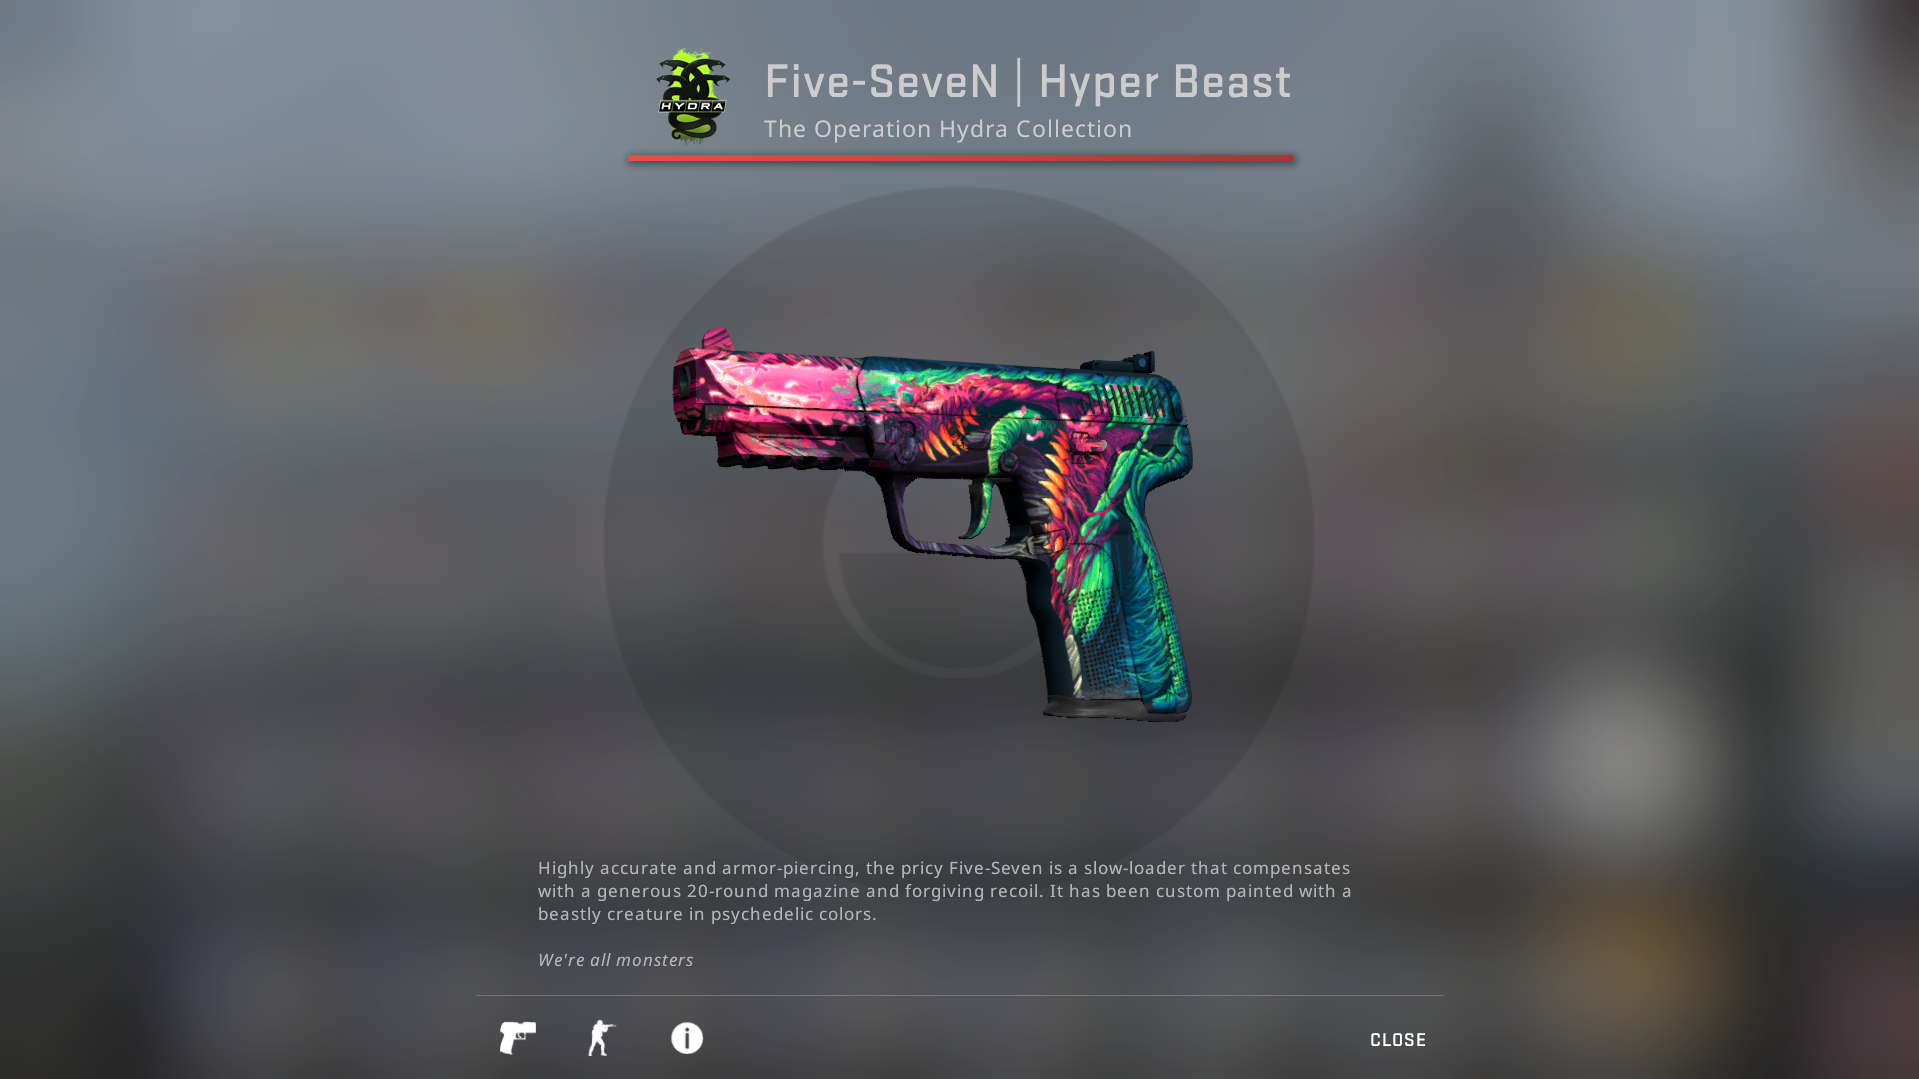 HYDRA
Five-SeveN | Hyper Beast
The Operation Hydra Collection
Highly accurate and armor-piercing, the pricy Five-Seven is a slow-loader that compensates
with a generous 20-round magazine and forgiving recoil. It has been custom painted with a
beastly creature in psychedelic colors.
We're all monsters
CLOSE